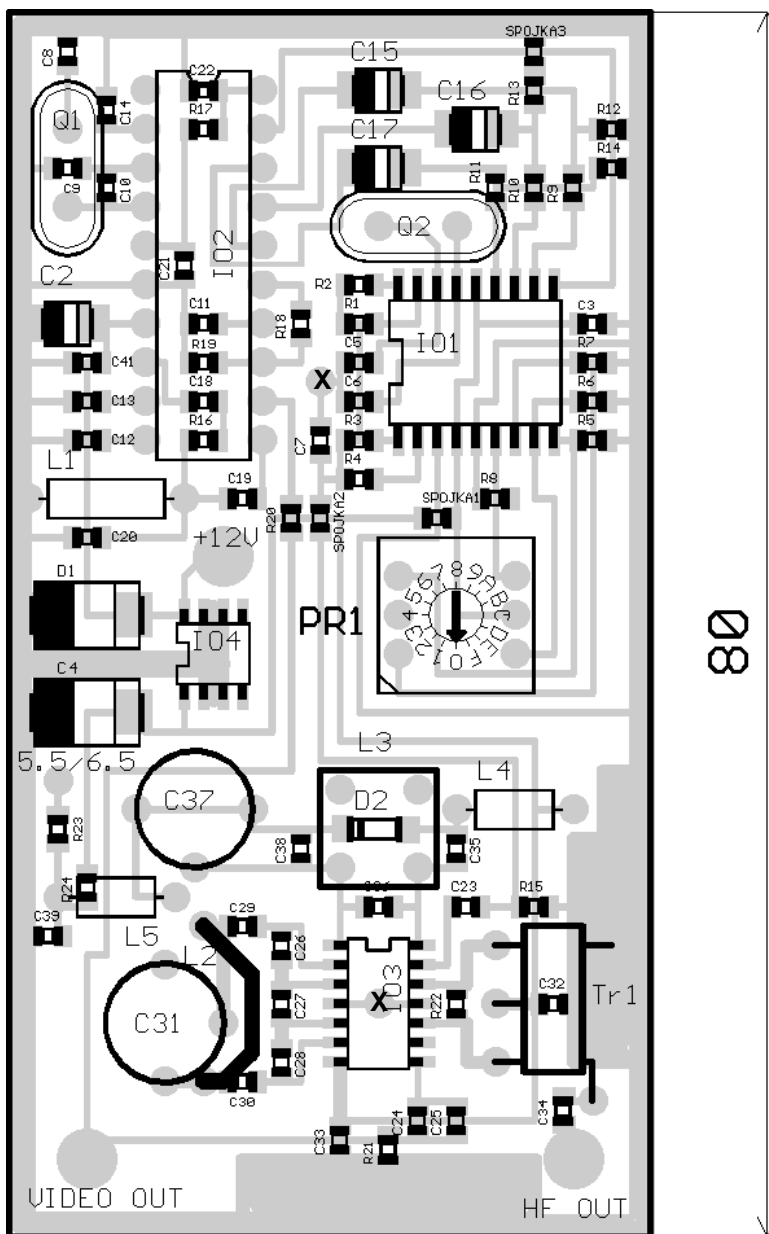 SPOJKA3
C8
C15
C22
C16
R13
C14
Q1
R17
C17
R12
R11
R14
C9
C10
R10
R9
Q2
IO2
C21
C2
R2
C11
R18
R1
C3
R19
C5
IO1
R7
C41
X
C18
C6
R6
C13
R16
R3
R5
C12
C7
L1
R4
R8
C19
SPOJKA1
R20
SPOJKA2
C20
+12V
D1
0123456789ABCDEF
PR1
IO4
80
C4
L3
5.5/6.5
L4
C37
D2
R23
C38
C35
R24
C23
R15
C39
L5
C29
C26
L2
IO3
C32
Tr1
C31
C27
X
R22
C28
C30
C34
C24
C25
C33
R21
VIDEO OUT
HF OUT